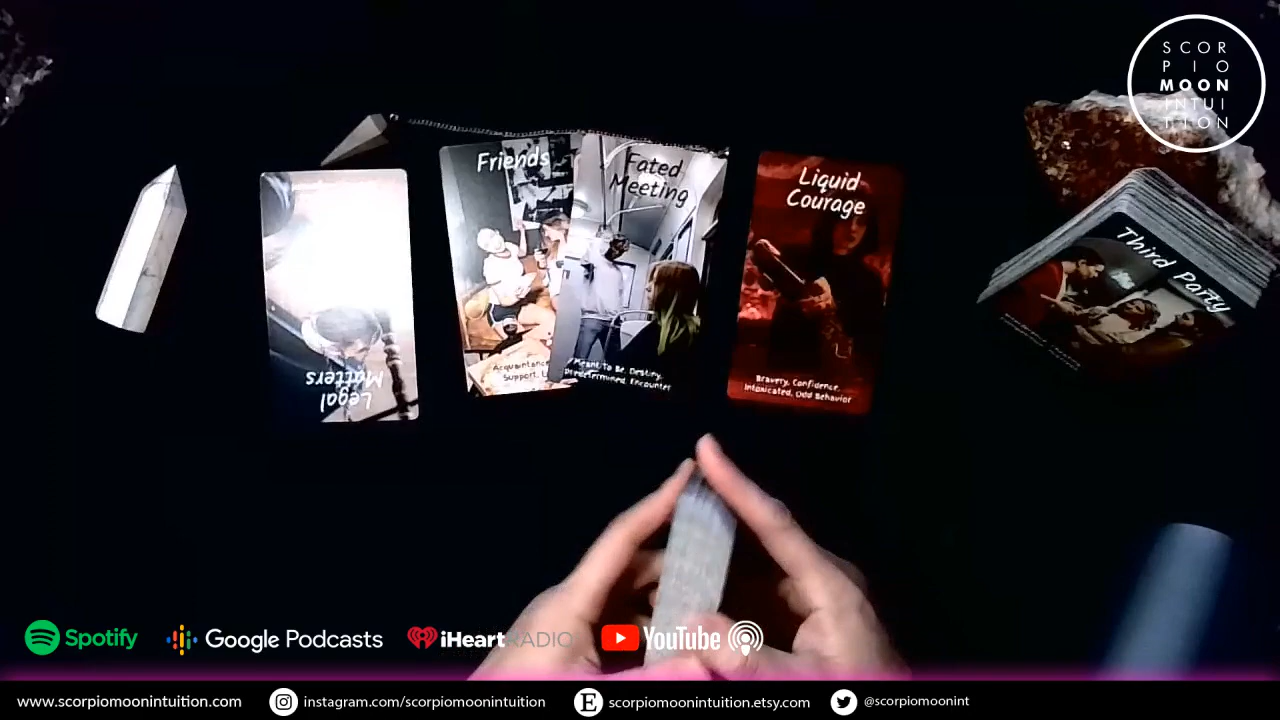 SCOR
PIO
MOON
INTUI
TION
Friends
Fated
Meeting
Liquid
Courage
Third Party
Legal
Matters
Acquaintance
Support,
Meant To Be, Destiny,
Predetermined, Encounter
Bravery, Confidence,
Intoxicated, Odd Behavior
Spotify
Google Podcasts
iHeartRADIO
YouTube
www.scorpiomoonintuition.com
instagram.com/scorpiomoonintuition
E
scorpiomoonintuition.etsy.com
@scorpiomoonint